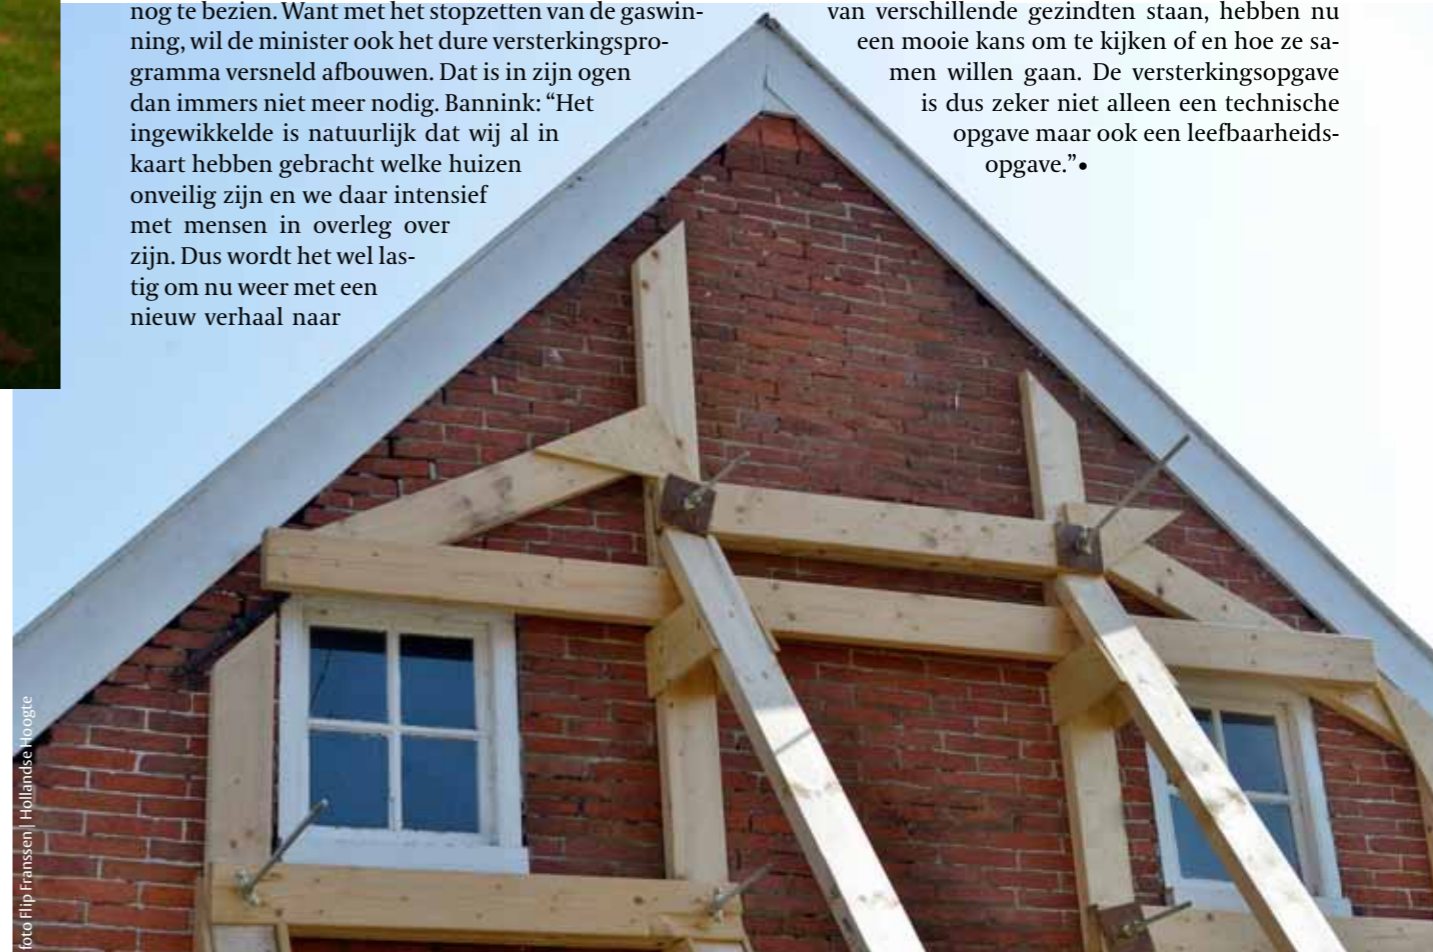 nog te bezien. Want met het stopzetten van de gaswin-
ning, wil de minister ook het dure versterkingspro-
gramma versneld afbouwen. Dat is in zijn ogen
dan immers niet meer nodig. Bannink: “Het
ingewikkelde is natuurlijk dat wij al in
kaart hebben gebracht welke huizen
onveilig zijn en we daar intensief
met mensen in overleg over
zijn. Dus wordt het wel las-
tig om nu weer met een
nieuw verhaal naar
van verschillende gezindten staan, hebben nu
een mooie kans om te kijken of en hoe ze sa-
men willen gaan. De versterkingsopgave
is dus zeker niet alleen een technische
opgave maar ook een leefbaarheids-
opgave.”•
foto Flip Franssen | Hollandse Hoogte